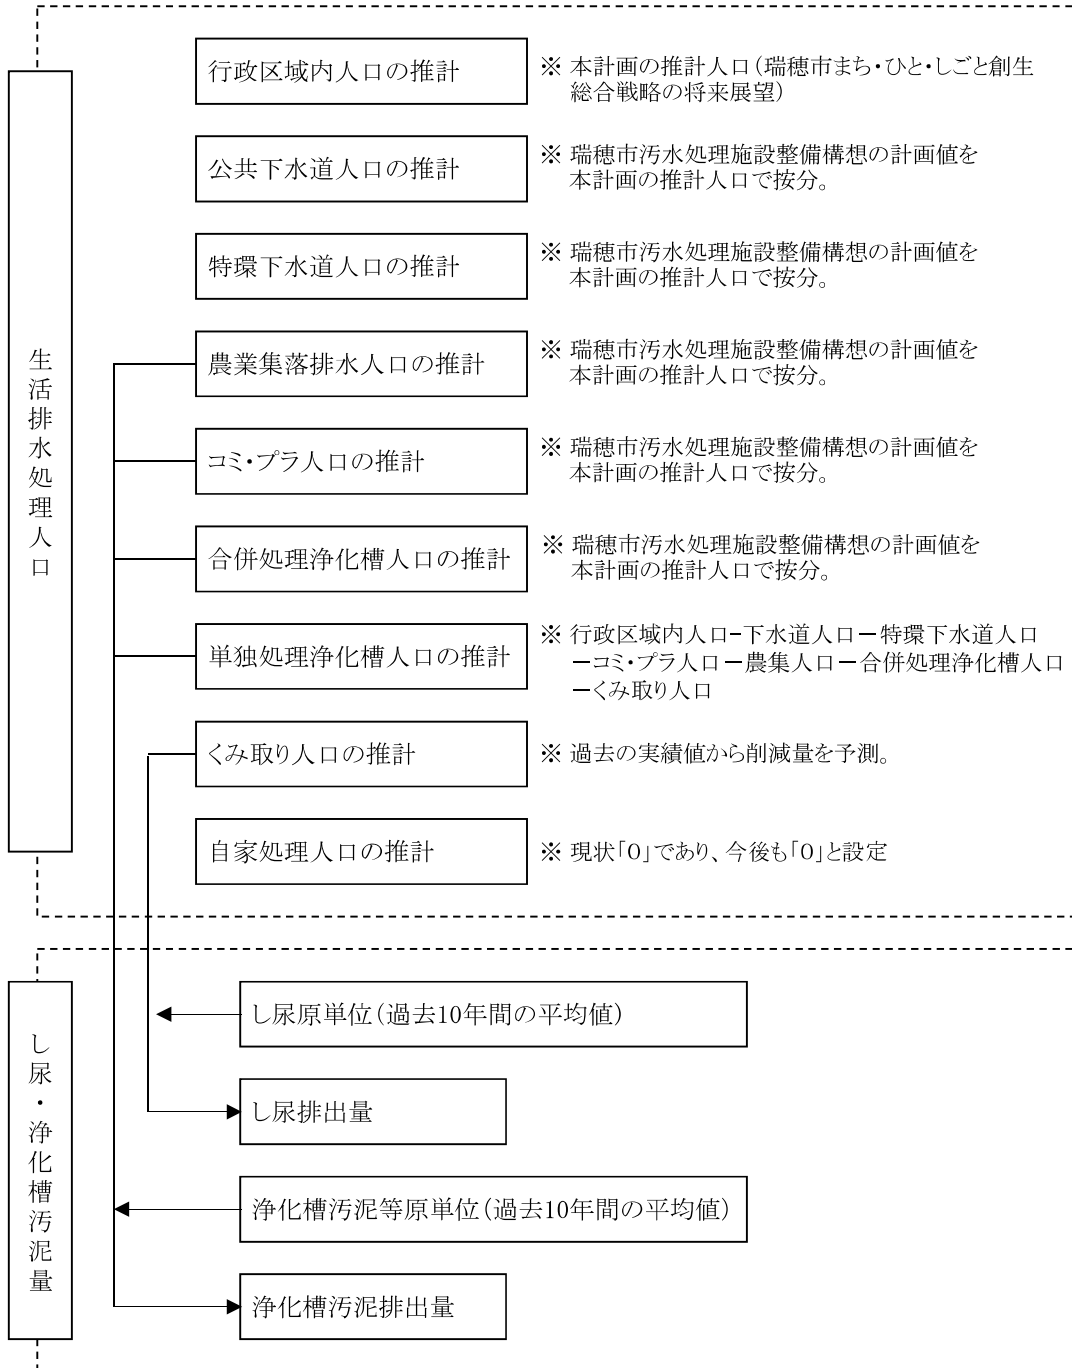 生活排水処理人口
行政区域内人口の推計
※ 本計画の推計人口（瑞穂市まち・ひと・しごと創生
総合戦略の将来展望）
公共下水道人口の推計
※ 瑞穂市汚水処理施設整備構想の計画値を
本計画の推計人口で按分。
特環下水道人口の推計
※ 瑞穂市汚水処理施設整備構想の計画値を
本計画の推計人口で按分。
農業集落排水人口の推計
※ 瑞穂市汚水処理施設整備構想の計画値を
本計画の推計人口で按分。
コミ・プラ人口の推計
※ 瑞穂市汚水処理施設整備構想の計画値を
本計画の推計人口で按分。
合併処理浄化槽人口の推計
※ 瑞穂市汚水処理施設整備構想の計画値を
本計画の推計人口で按分。
単独処理浄化槽人口の推計
※ 行政区域内人口-下水道人口－特環下水道人口
－コミ・プラ人口－農集人口－合併処理浄化槽人口
－くみ取り人口
くみ取り人口の推計
※ 過去の実績値から削減量を予測。
自家処理人口の推計
※ 現状「０」であり、今後も「０」と設定
し尿・浄化槽汚泥量
し尿原単位（過去10年間の平均値）
し尿排出量
浄化槽汚泥等原単位（過去10年間の平均値）
浄化槽汚泥排出量